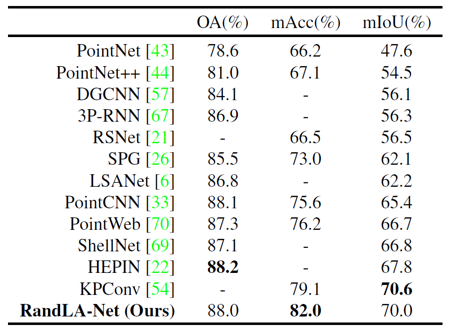 OA(%) mAcc(%) mIoU(%)
PointNet [43] 78.6 66.2 47.6
PointNet++ [44] 81.0 67.1 54.5
DGCNN [57] 84.1 - 56.1
3P-RNN [67] 86.9 - 56.3
RSNet [21] - 66.5 56.5
SPG [26] 85.5 73.0 62.1
LSANet [6] 86.8 - 62.2
PointCNN [33] 88.1 75.6 65.4
PointWeb [70] 87.3 76.2 66.7
ShellNet [69] 87.1 - 66.8
HEPIN [22] 88.2 - 67.8
KPConv [54] - 79.1 70.6
RandLA-Net (Ours) 88.0 82.0 70.0